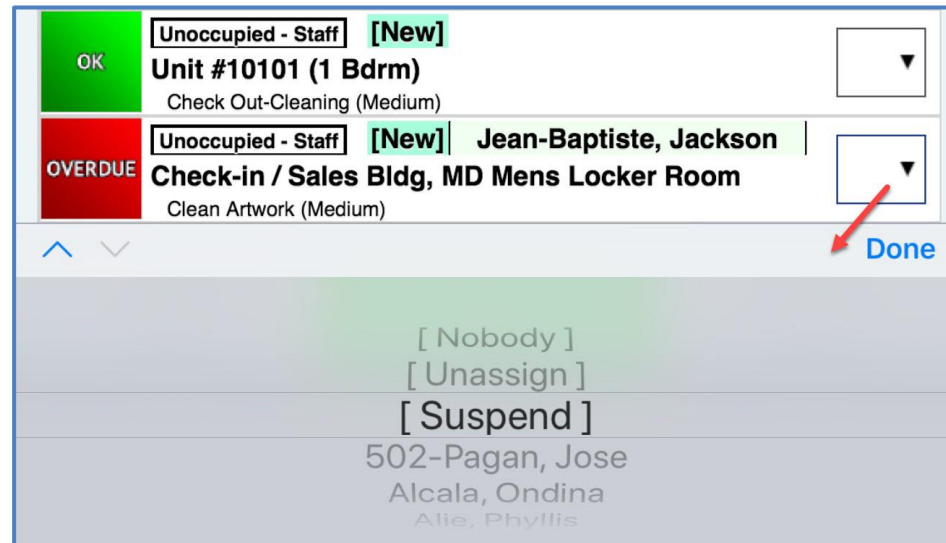 Unoccupied - Staff [New]
OK
Unit #10101 (1 Bdrm)
Check Out-Cleaning (Medium)
Unoccupied - Staff [New] Jean-Baptiste, Jackson
OVERDUE
Check-in / Sales Bldg, MD Mens Locker Room
Clean Artwork (Medium)
Done
[ Nobody ]
[ Unassign ]
[ Suspend ]
502-Pagan, Jose
Alcala, Ondina
Alie, Phyllis